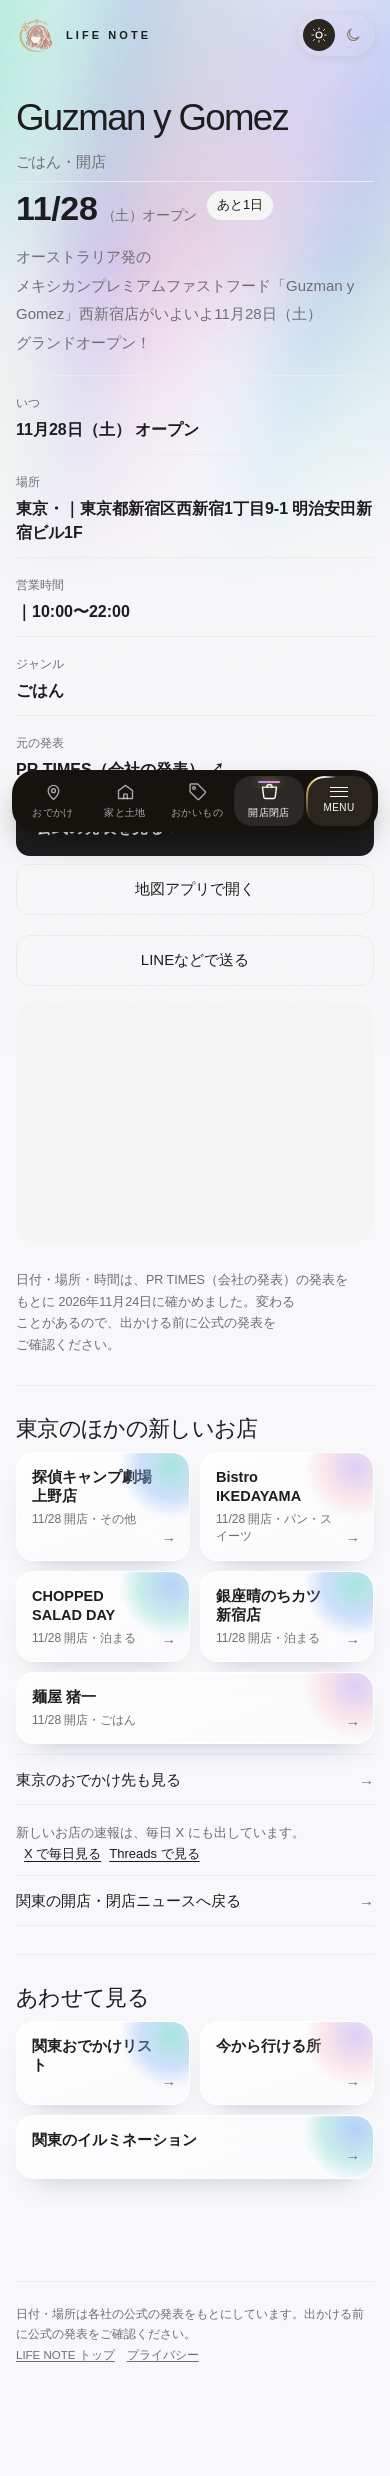 LIFE NOTE
Guzman y Gomez
ごはん・開店
11/28 （土）オープン あと1日
オーストラリア発の
メキシカンプレミアムファストフード「Guzman y
Gomez」西新宿店がいよいよ11月28日（土）
グランドオープン！
いつ
11月28日（土） オープン
場所
東京・｜東京都新宿区西新宿1丁目9-1 明治安田新
宿ビル1F
営業時間
｜10:00〜22:00
ジャンル
ごはん
元の発表
PR TIMES（会社の発表） ↗
おでかけ 家と土地 おかいもの 開店閉店 MENU
地図アプリで開く
LINEなどで送る
日付・場所・時間は、PR TIMES（会社の発表）の発表を
もとに 2026年11月24日に確かめました。変わる
ことがあるので、出かける前に公式の発表を
ご確認ください。
東京のほかの新しいお店
探偵キャンプ劇場
上野店
11/28 開店・その他
→
Bistro
IKEDAYAMA
11/28 開店・パン・ス
イーツ
→
CHOPPED
SALAD DAY
11/28 開店・泊まる
→
銀座晴のちカツ
新宿店
11/28 開店・泊まる
→
麺屋 猪一
11/28 開店・ごはん
→
東京のおでかけ先も見る →
新しいお店の速報は、毎日 X にも出しています。
X で毎日見る Threads で見る
関東の開店・閉店ニュースへ戻る →
あわせて見る
関東おでかけリス
ト
→
今から行ける所
→
関東のイルミネーション
→
日付・場所は各社の公式の発表をもとにしています。出かける前
に公式の発表をご確認ください。
LIFE NOTE トップ プライバシー